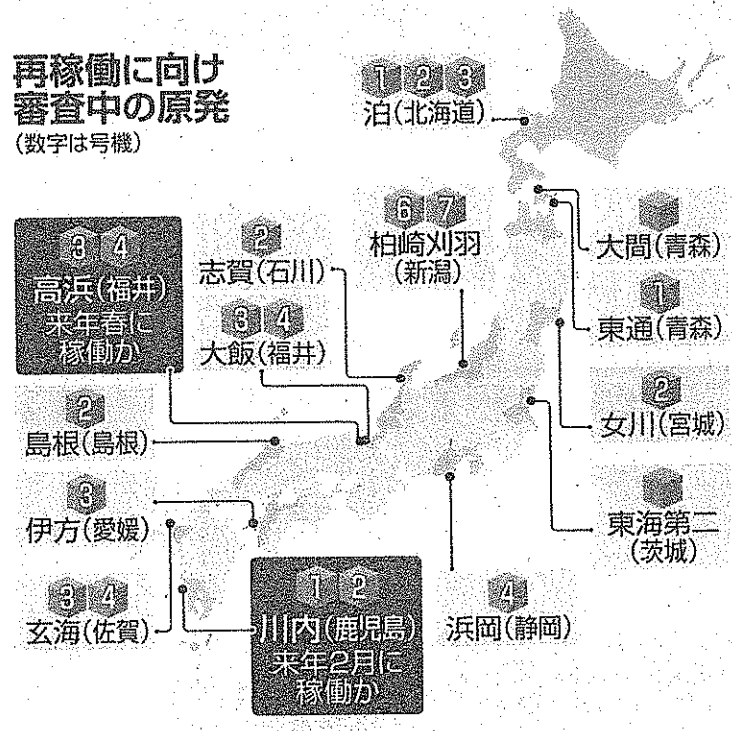 再稼働に向け
審査中の原発
(数字は号機)
1 2 3
泊(北海道)
6 7
柏崎刈羽
(新潟)
2
志賀(石川)
3 4
高浜(福井)
来年春に
稼働か
3 4
大飯(福井)
大間(青森)
1
東通(青森)
2
女川(宮城)
東海第二
(茨城)
2
島根(島根)
3
伊方(愛媛)
3 4
玄海(佐賀)
1 2
川内(鹿児島)
来年2月に
稼働か
4
浜岡(静岡)